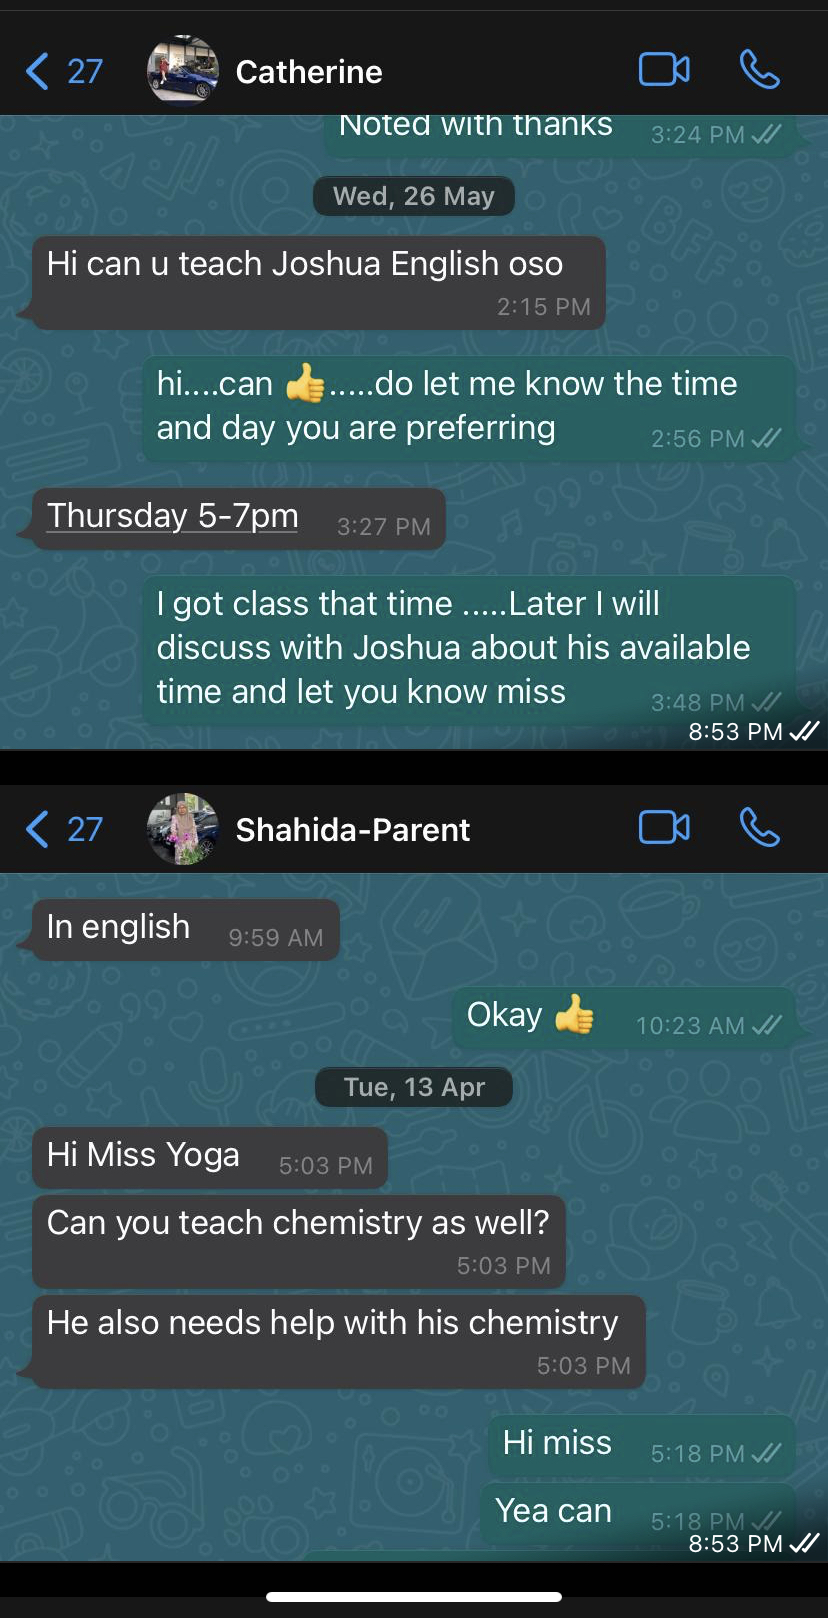 27 Catherine
Noted with thanks 3:24 PM
Wed, 26 May
Hi can u teach Joshua English oso
2:15 PM
hi....can 👍.....do let me know the time
and day you are preferring 2:56 PM
Thursday 5-7pm 3:27 PM
I got class that time .....Later I will
discuss with Joshua about his available
time and let you know miss 3:48 PM
8:53 PM
27 Shahida-Parent
In english 9:59 AM
Okay 👍 10:23 AM
Tue, 13 Apr
Hi Miss Yoga 5:03 PM
Can you teach chemistry as well?
5:03 PM
He also needs help with his chemistry
5:03 PM
Hi miss 5:18 PM
Yea can 5:18 PM
8:53 PM